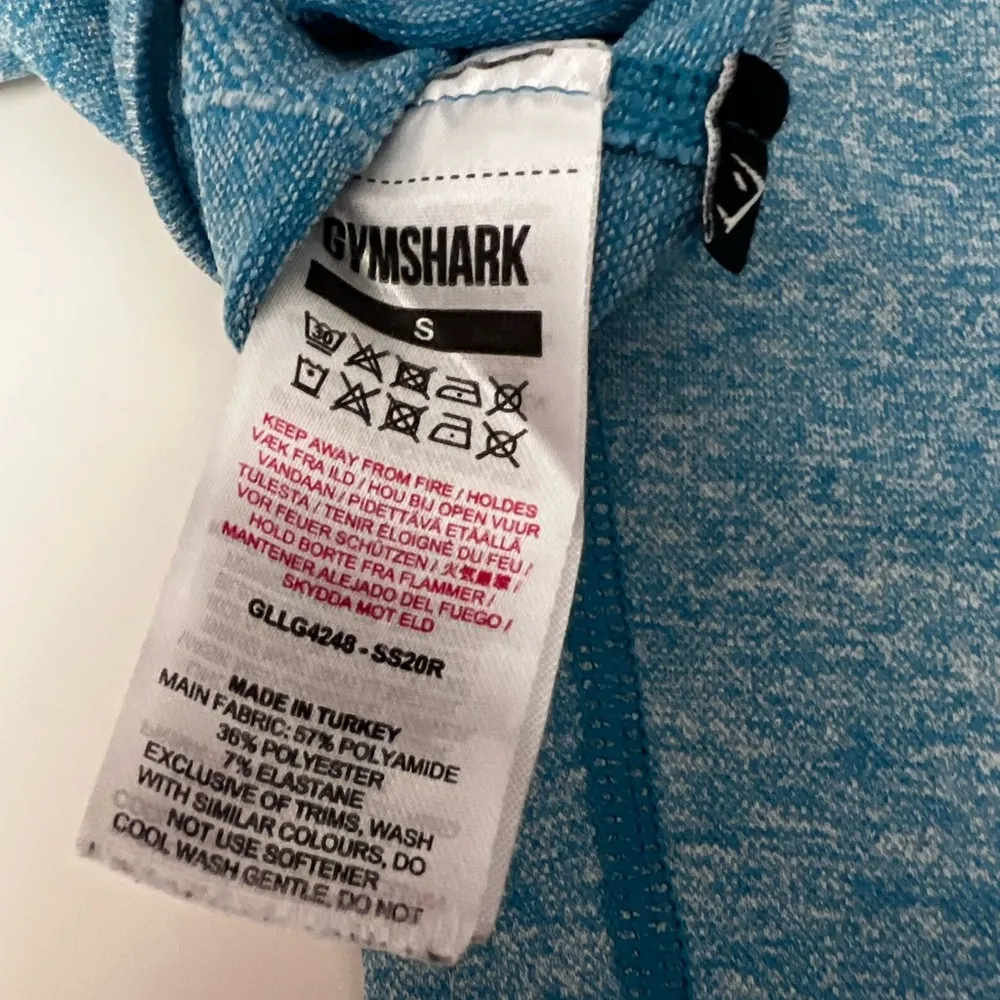 GYMSHARK
S
30
KEEP AWAY FROM FIRE / HOLDES
VÆK FRA ILD / HOU BIJ OPEN VUUR
VANDAAN / PIDETTÄVÄ ETÄÄLLÄ
TULESTA / TENIR ÉLOIGNÉ DU FEU /
VOR FEUER SCHÜTZEN / 火気厳禁 /
HOLD BORTE FRA FLAMMER /
MANTENER ALEJADO DEL FUEGO /
SKYDDA MOT ELD
GLLG4248 - SS20R
MADE IN TURKEY
MAIN FABRIC: 57% POLYAMIDE
36% POLYESTER
7% ELASTANE
EXCLUSIVE OF TRIMS, WASH
WITH SIMILAR COLOURS, DO
NOT USE SOFTENER
COOL WASH GENTLE, DO NOT